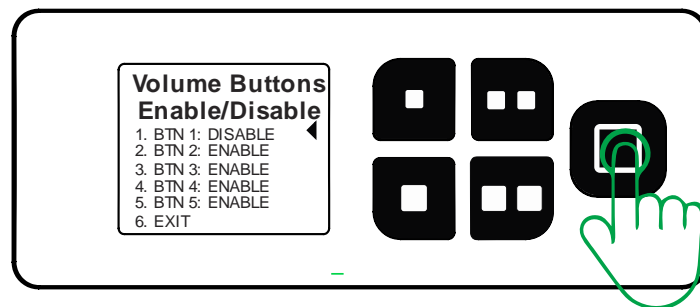 Volume Buttons
Enable/Disable
1. BTN 1: DISABLE
2. BTN 2: ENABLE
3. BTN 3: ENABLE
4. BTN 4: ENABLE
5. BTN 5: ENABLE
6. EXIT